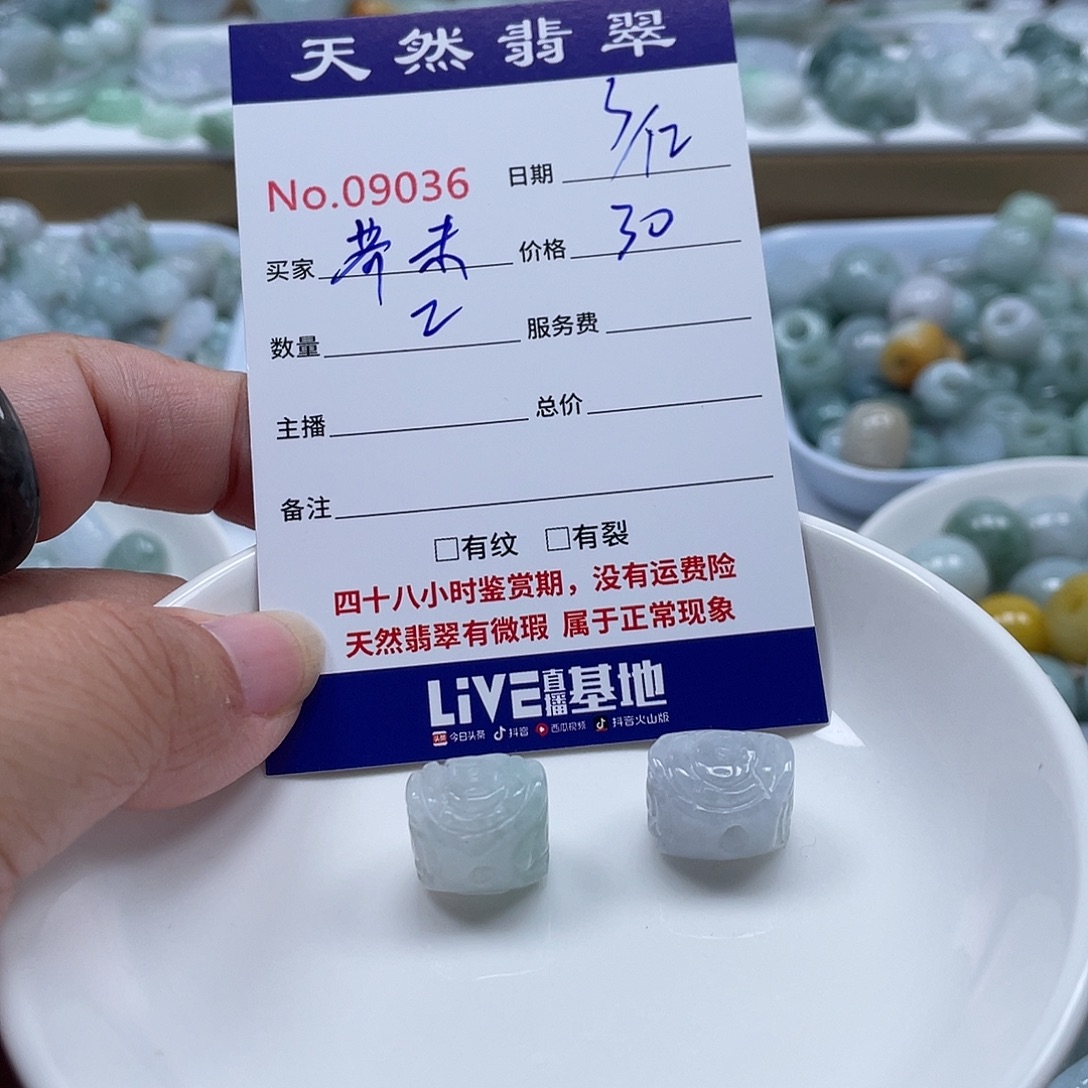 天然翡翠
No.09036 日期 5/12
买家 价格 30
数量 2 服务费
主播 总价
备注
□有纹 □有裂
四十八小时鉴赏期，没有运费险
天然翡翠有微瑕 属于正常现象
LiVE直播基地
头条 今日头条 抖音 西瓜视频 抖音火山版